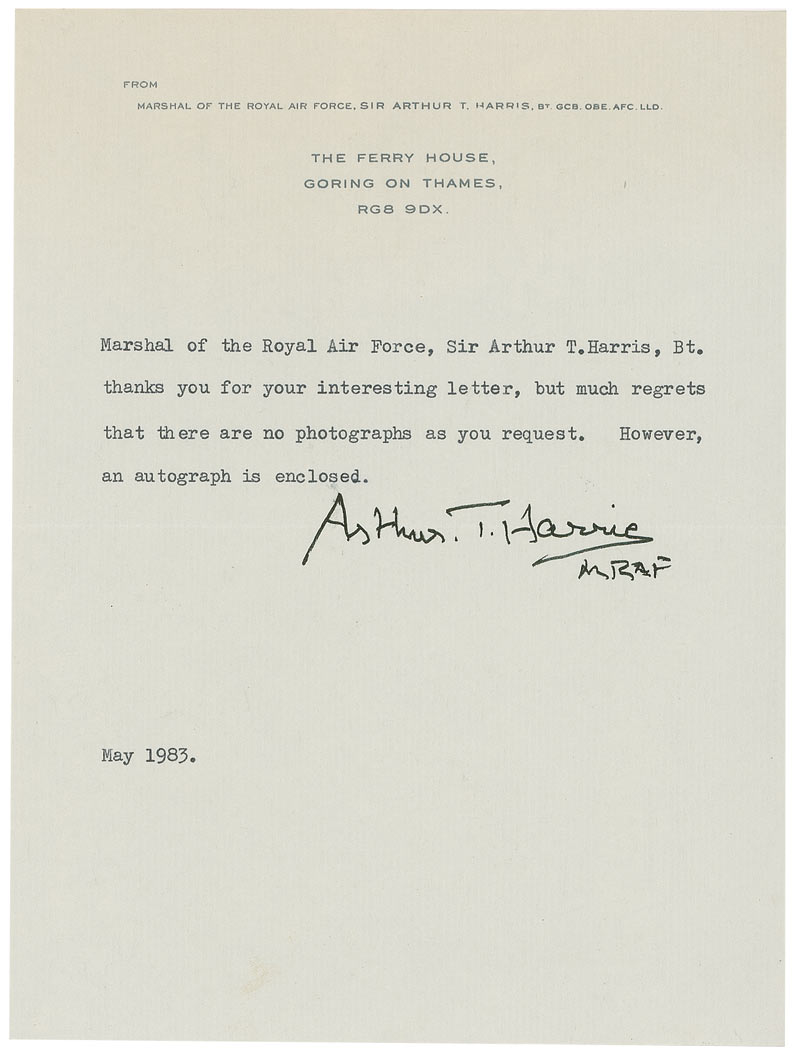 FROM
MARSHAL OF THE ROYAL AIR FORCE, SIR ARTHUR T. HARRIS, BT. GCB. OBE. AFC. LLD.
THE FERRY HOUSE,
GORING ON THAMES,
RG8 9DX.
Marshal of the Royal Air Force, Sir Arthur T.Harris, Bt.
thanks you for your interesting letter, but much regrets
that there are no photographs as you request. However,
an autograph is enclosed.
Arthur. T. Harris
MRAF
May 1983.